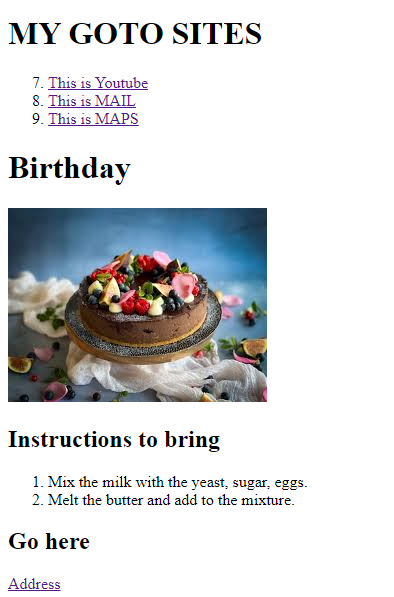 MY GOTO SITES
7. This is Youtube
8. This is MAIL
9. This is MAPS
Birthday
Instructions to bring
1. Mix the milk with the yeast, sugar, eggs.
2. Melt the butter and add to the mixture.
Go here
Address